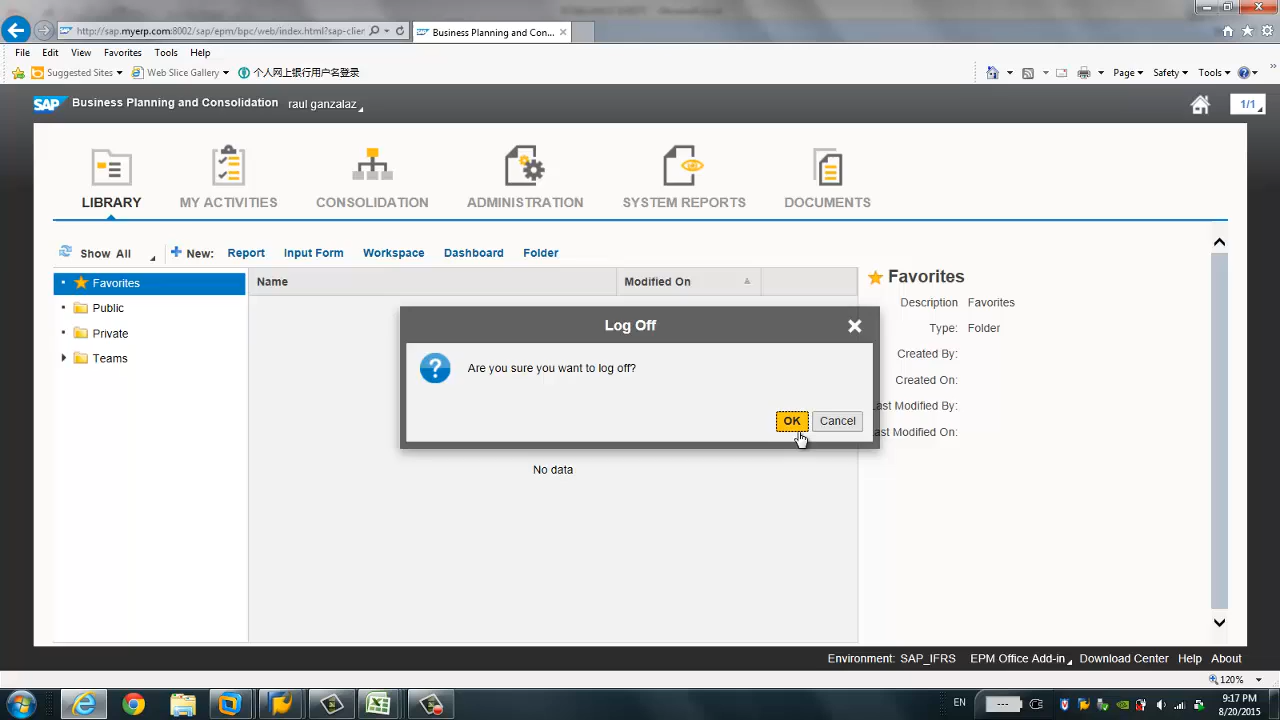 http://sap.myerp.com:8002/sap/epm/bpc/web/index.html?sap-clier
Business Planning and Con...
File Edit View Favorites Tools Help
Suggested Sites Web Slice Gallery 个人网上银行用户名登录
Page Safety Tools
SAP Business Planning and Consolidation raul ganzalaz
1/1
LIBRARY MY ACTIVITIES CONSOLIDATION ADMINISTRATION SYSTEM REPORTS DOCUMENTS
Show All New: Report Input Form Workspace Dashboard Folder
Favorites
Public
Private
Teams
Name Modified On
No data
Favorites
Description Favorites
Type: Folder
Created By:
Created On:
Last Modified By:
Last Modified On:
Log Off
Are you sure you want to log off?
OK Cancel
Environment: SAP_IFRS EPM Office Add-in Download Center Help About
120%
EN
9:17 PM
8/20/2015